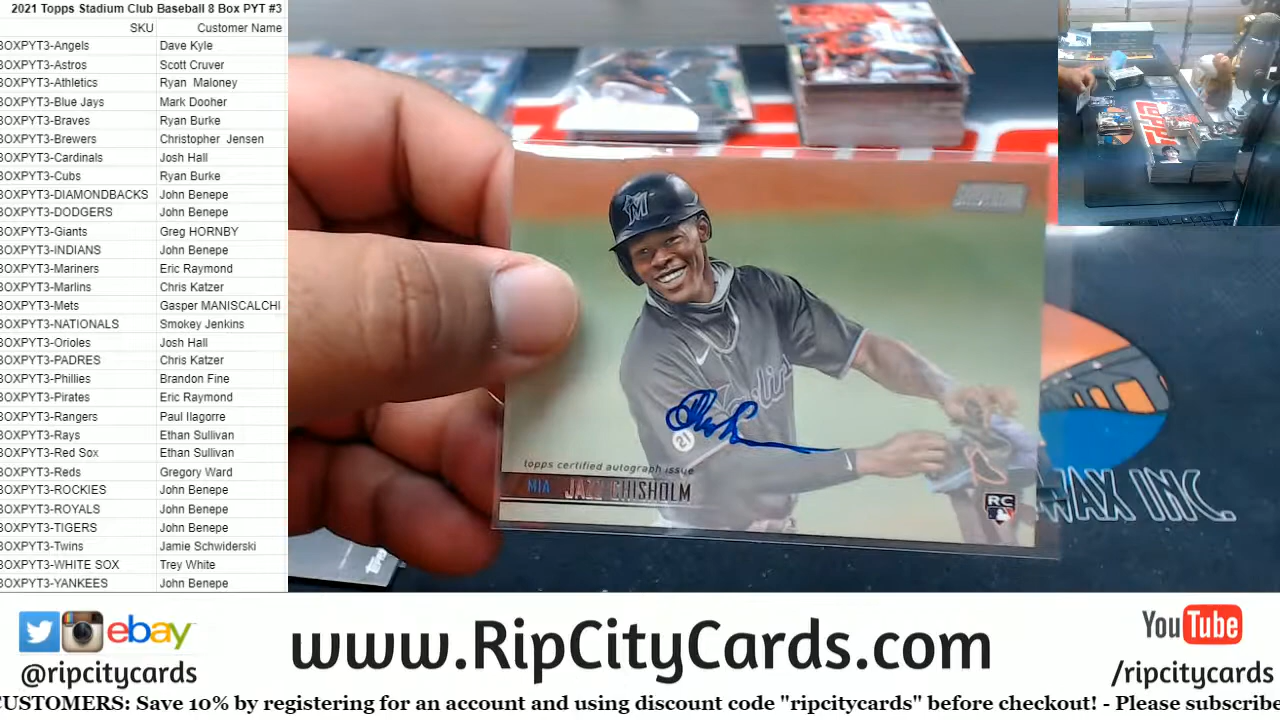 2021 Topps Stadium Club Baseball 8 Box PYT #3
SKU Customer Name
BOXPYT3-Angels Dave Kyle
BOXPYT3-Astros Scott Cruver
BOXPYT3-Athletics Ryan Maloney
BOXPYT3-Blue Jays Mark Dooher
BOXPYT3-Braves Ryan Burke
BOXPYT3-Brewers Christopher Jensen
BOXPYT3-Cardinals Josh Hall
BOXPYT3-Cubs Ryan Burke
BOXPYT3-DIAMONDBACKS John Benepe
BOXPYT3-DODGERS John Benepe
BOXPYT3-Giants Greg HORNBY
BOXPYT3-INDIANS John Benepe
BOXPYT3-Mariners Eric Raymond
BOXPYT3-Marlins Chris Katzer
BOXPYT3-Mets Gasper MANISCALCHI
BOXPYT3-NATIONALS Smokey Jenkins
BOXPYT3-Orioles Josh Hall
BOXPYT3-PADRES Chris Katzer
BOXPYT3-Phillies Brandon Fine
BOXPYT3-Pirates Eric Raymond
BOXPYT3-Rangers Paul Ilagorre
BOXPYT3-Rays Ethan Sullivan
BOXPYT3-Red Sox Ethan Sullivan
BOXPYT3-Reds Gregory Ward
BOXPYT3-ROCKIES John Benepe
BOXPYT3-ROYALS John Benepe
BOXPYT3-TIGERS John Benepe
BOXPYT3-Twins Jamie Schwiderski
BOXPYT3-WHITE SOX Trey White
BOXPYT3-YANKEES John Benepe
M
21
topps certified autograph issue
MIA JAZZ CHISHOLM
RC
WAX INC.
ebay
@ripcitycards
www.RipCityCards.com
YouTube
/ripcitycards
CUSTOMERS: Save 10% by registering for an account and using discount code "ripcitycards" before checkout! - Please subscribe